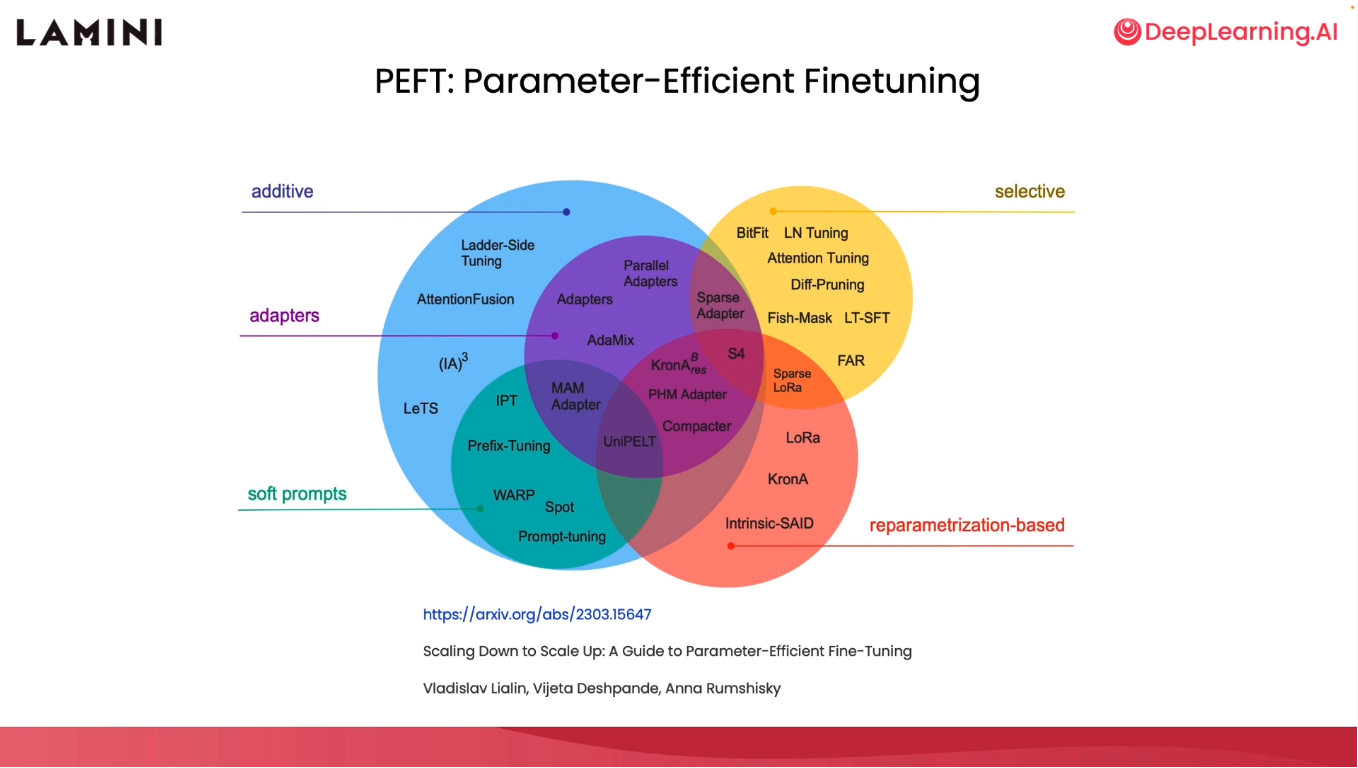 LAMINI
DeepLearning.AI
PEFT: Parameter-Efficient Finetuning
additive
selective
adapters
soft prompts
reparametrization-based
Ladder-Side
Tuning
AttentionFusion
(IA)³
LeTS
Parallel
Adapters
Adapters
AdaMix
MAM
Adapter
IPT
Prefix-Tuning
WARP
Spot
Prompt-tuning
UniPELT
KronA^B_res
PHM Adapter
Compacter
Sparse
Adapter
S4
BitFit LN Tuning
Attention Tuning
Diff-Pruning
Fish-Mask LT-SFT
FAR
Sparse
LoRa
LoRa
KronA
Intrinsic-SAID
https://arxiv.org/abs/2303.15647
Scaling Down to Scale Up: A Guide to Parameter-Efficient Fine-Tuning
Vladislav Lialin, Vijeta Deshpande, Anna Rumshisky